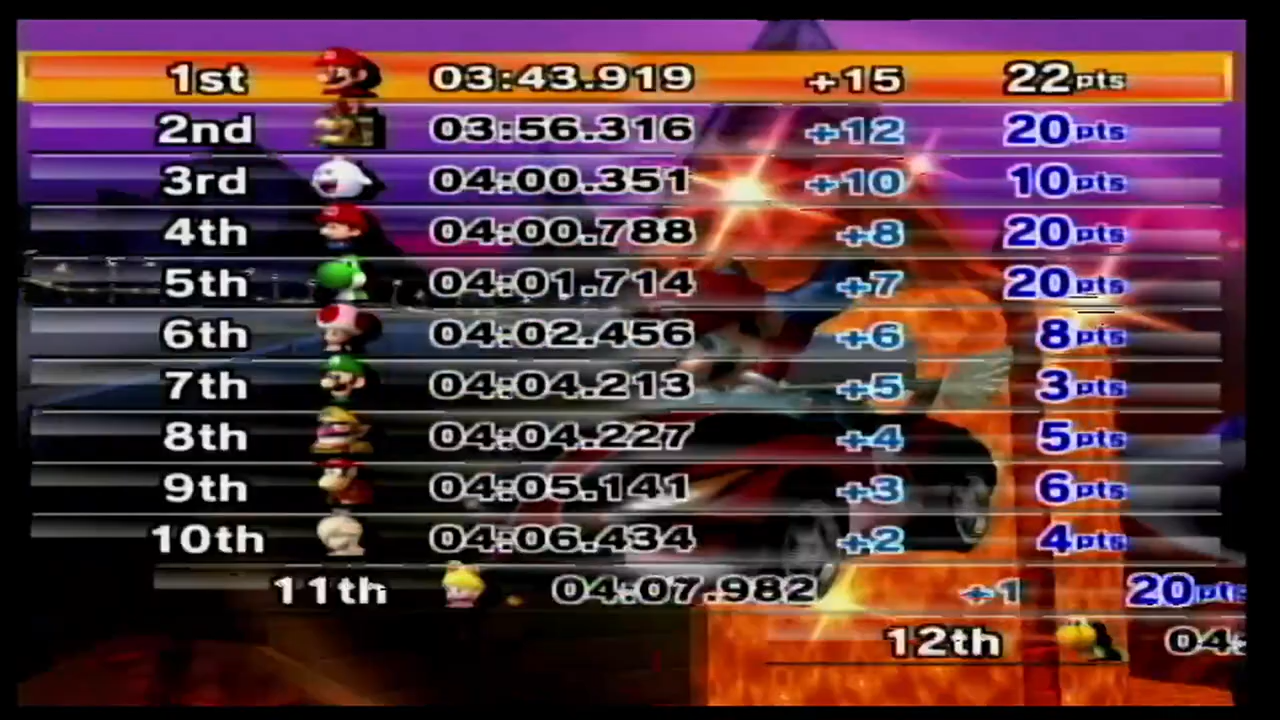 1st 03:43.919 +15 22pts
2nd 03:56.316 +12 20pts
3rd 04:00.351 +10 10pts
4th 04:00.788 +8 20pts
5th 04:01.714 +7 20pts
6th 04:02.456 +6 8pts
7th 04:04.213 +5 3pts
8th 04:04.227 +4 5pts
9th 04:05.141 +3 6pts
10th 04:06.434 +2 4pts
11th 04:07.982 +1 20pts
12th 04: